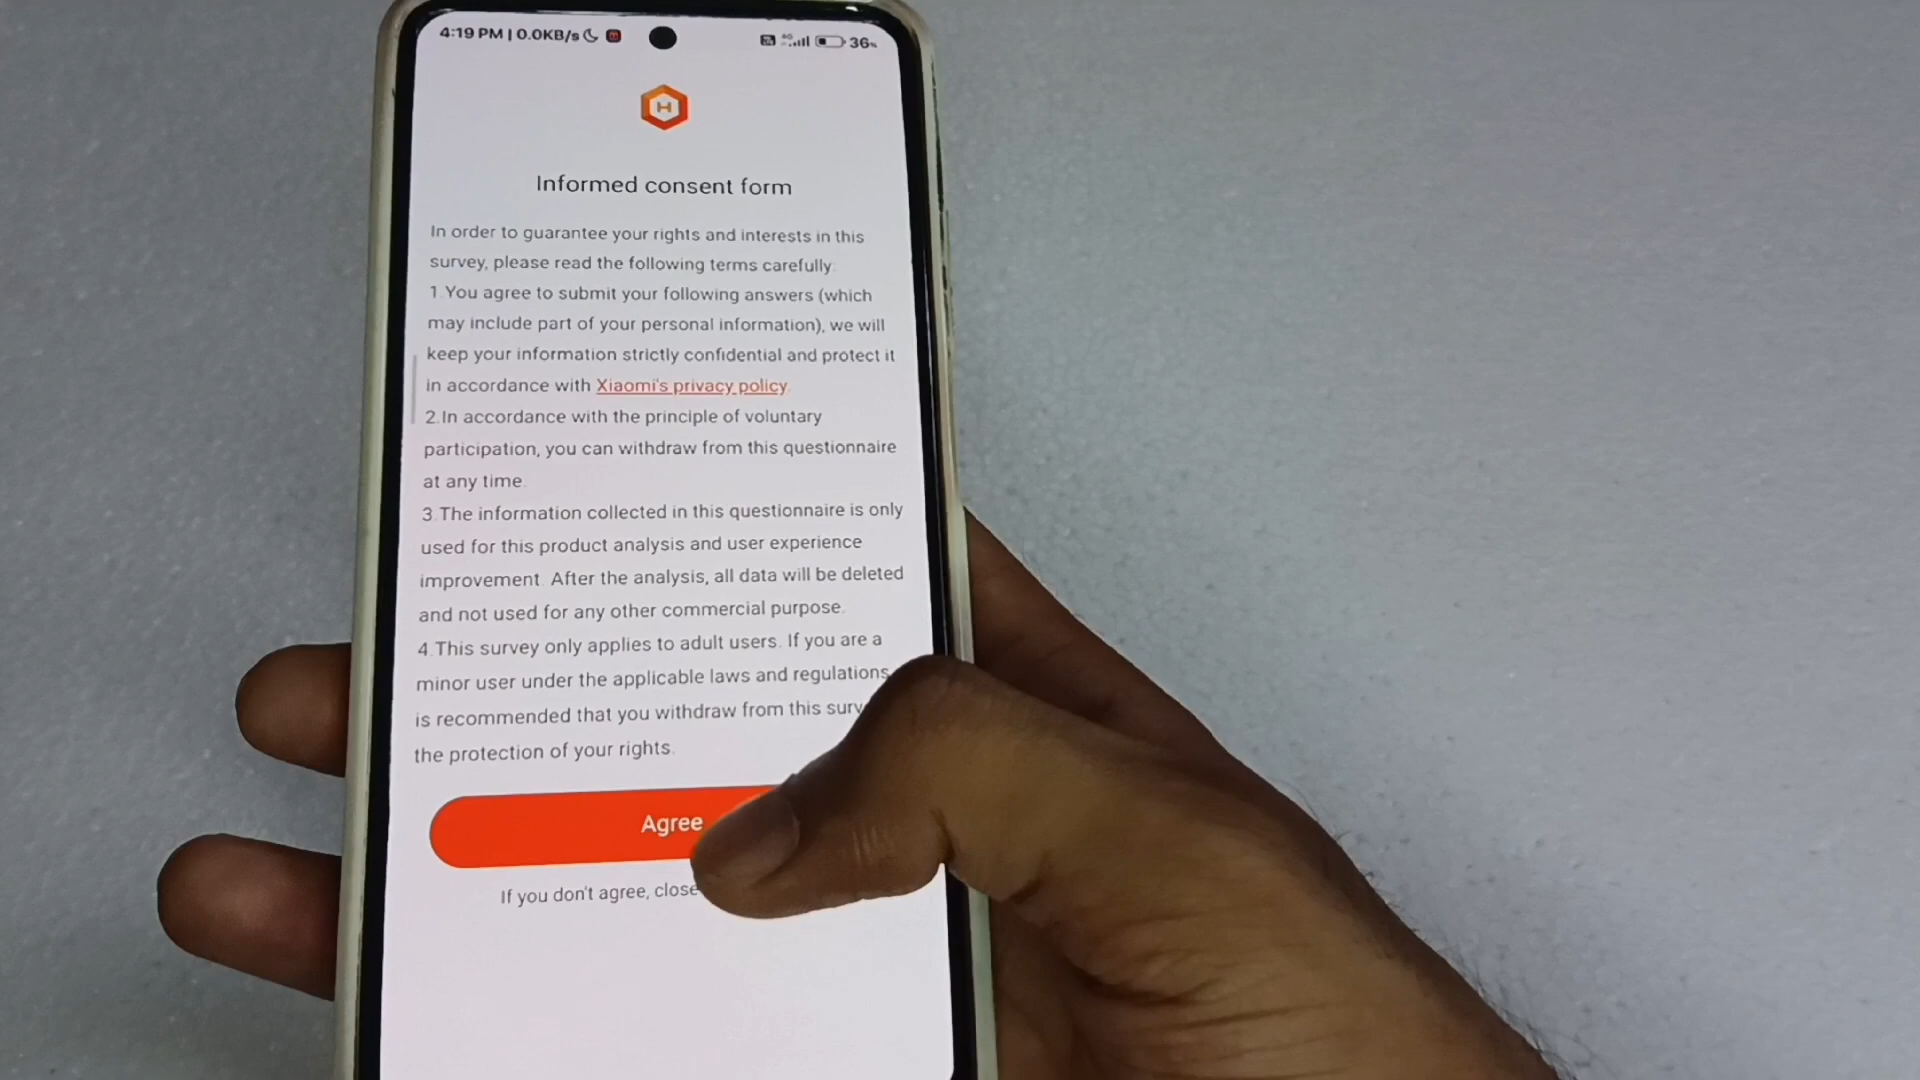 4:19 PM | 0.0KB/s
36%
H
Informed consent form
In order to guarantee your rights and interests in this
survey, please read the following terms carefully:
1.You agree to submit your following answers (which
may include part of your personal information), we will
keep your information strictly confidential and protect it
in accordance with Xiaomi's privacy policy.
2.In accordance with the principle of voluntary
participation, you can withdraw from this questionnaire
at any time.
3.The information collected in this questionnaire is only
used for this product analysis and user experience
improvement. After the analysis, all data will be deleted
and not used for any other commercial purpose.
4.This survey only applies to adult users. If you are a
minor user under the applicable laws and regulations
is recommended that you withdraw from this
the protection of your rights.
Agree
If you don't agree, close